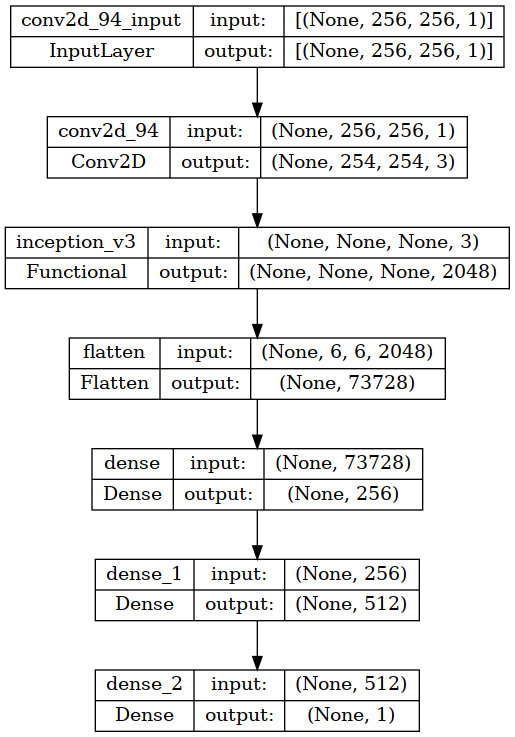 conv2d_94_input input: [(None, 256, 256, 1)]
InputLayer output: [(None, 256, 256, 1)]
conv2d_94 input: (None, 256, 256, 1)
Conv2D output: (None, 254, 254, 3)
inception_v3 input: (None, None, None, 3)
Functional output: (None, None, None, 2048)
flatten input: (None, 6, 6, 2048)
Flatten output: (None, 73728)
dense input: (None, 73728)
Dense output: (None, 256)
dense_1 input: (None, 256)
Dense output: (None, 512)
dense_2 input: (None, 512)
Dense output: (None, 1)